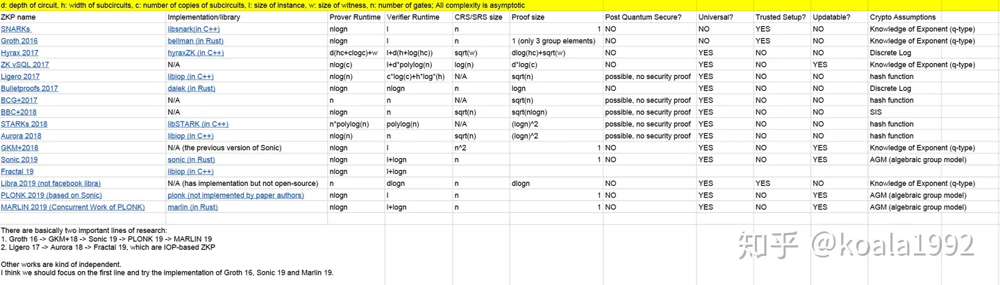 d: depth of circuit, h: width of subcircuits, c: number of copies of subcircuits, l: size of instance, w: size of witness, n: number of gates; All complexity is asymptotic
ZKP name Implementation/library Prover Runtime Verifier Runtime CRS/SRS size Proof size Post Quantum Secure? Universal? Trusted Setup? Updatable? Crypto Assumptions
SNARKs libsnark(in C++) nlogn l n 1 NO NO YES NO Knowledge of Exponent (q-type)
Groth 2016 bellman (in Rust) nlogn l n 1 (only 3 group elements) NO NO YES NO Knowledge of Exponent (q-type)
Hyrax 2017 hyraxZK (in C++) d(hc+clogc)+w l+d(h+log(hc)) sqrt(w) dlog(hc)+sqrt(w) NO YES NO NO Discrete Log
ZK vSQL 2017 N/A nlog(c) l+d*polylog(n) log(n) d*log(c) NO YES NO YES Knowledge of Exponent (q-type)
Ligero 2017 libiop (in C++) nlog(n) c*log(c)+h*log*(h) N/A sqrt(n) possible, no security proof YES NO NO hash function
Bulletproofs 2017 dalek (in Rust) nlogn nlogn n logn NO YES NO NO Discrete Log
BCG+2017 N/A n n N/A sqrt(n) possible, no security proof YES NO NO hash function
BBC+2018 N/A nlogn n sqrt(n) sqrt(nlogn) possible, no security proof YES NO NO SIS
STARKs 2018 libSTARK (in C++) n*polylog(n) polylog(n) N/A (logn)^2 possible, no security proof YES NO NO hash function
Aurora 2018 libiop (in C++) nlog(n) n sqrt(n) (logn)^2 possible, no security proof YES NO NO hash function
GKM+2018 N/A (the previous version of Sonic) nlogn l n^2 1 NO YES NO YES Knowledge of Exponent (q-type)
Sonic 2019 sonic (in Rust) nlogn l+logn n 1 NO YES NO YES AGM (algebraic group model)
Fractal 19 libiop (in C++) nlogn l+logn
Libra 2019 (not facebook libra) N/A (has implementation but not open-source) n dlogn n dlogn NO YES YES NO Knowledge of Exponent (q-type)
PLONK 2019 (based on Sonic) plonk (not implemented by paper authors) nlogn l n 1 NO YES NO YES AGM (algebraic group model)
MARLIN 2019 (Concurrent Work of PLONK) marlin (in Rust) nlogn l+logn n 1 NO YES NO YES AGM (algebraic group model)
There are basically two important lines of research:
1. Groth 16 -> GKM+18 -> Sonic 19 -> PLONK 19 -> MARLIN 19
2. Ligero 17 -> Aurora 18 -> Fractal 19, which are IOP-based ZKP
Other works are kind of independent.
I think we should focus on the first line and try the implementation of Groth 16, Sonic 19 and Marlin 19.
知乎 @koala1992